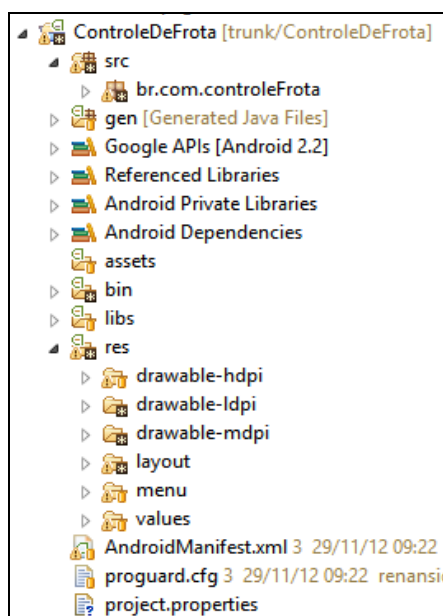 ControleDeFrota [trunk/ControleDeFrota]
src
br.com.controleFrota
gen [Generated Java Files]
Google APIs [Android 2.2]
Referenced Libraries
Android Private Libraries
Android Dependencies
assets
bin
libs
res
drawable-hdpi
drawable-ldpi
drawable-mdpi
layout
menu
values
AndroidManifest.xml 3 29/11/12 09:22
proguard.cfg 3 29/11/12 09:22
project.properties